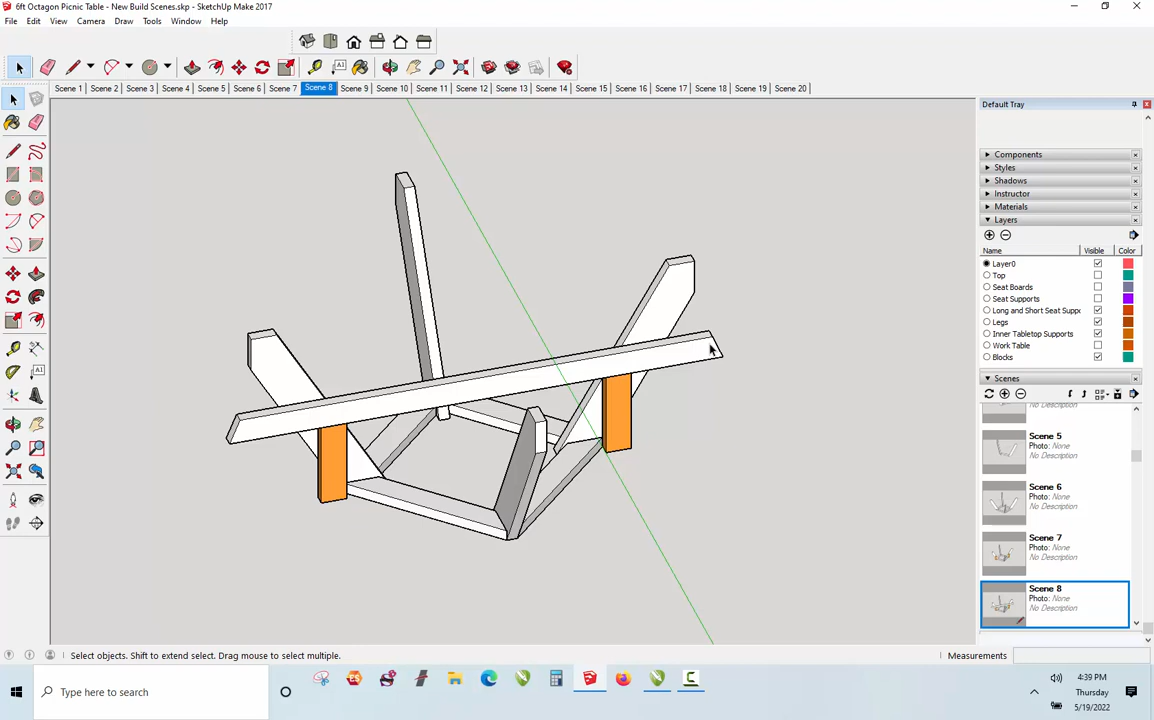 6ft Octagon Picnic Table - New Build Scenes.skp - SketchUp Make 2017
File Edit View Camera Draw Tools Window Help
Scene 1 Scene 2 Scene 3 Scene 4 Scene 5 Scene 6 Scene 7 Scene 8 Scene 9 Scene 10 Scene 11 Scene 12 Scene 13 Scene 14 Scene 15 Scene 16 Scene 17 Scene 18 Scene 19 Scene 20
Default Tray
Components
Styles
Shadows
Instructor
Materials
Layers
Name Visible Color
Layer0
Top
Seat Boards
Seat Supports
Long and Short Seat Suppo
Legs
Inner Tabletop Supports
Work Table
Blocks
Scenes
No Description
Scene 5
Photo: None
No Description
Scene 6
Photo: None
No Description
Scene 7
Photo: None
No Description
Scene 8
Photo: None
No Description
Select objects. Shift to extend select. Drag mouse to select multiple.
Measurements
Type here to search
4:39 PM
Thursday
5/19/2022